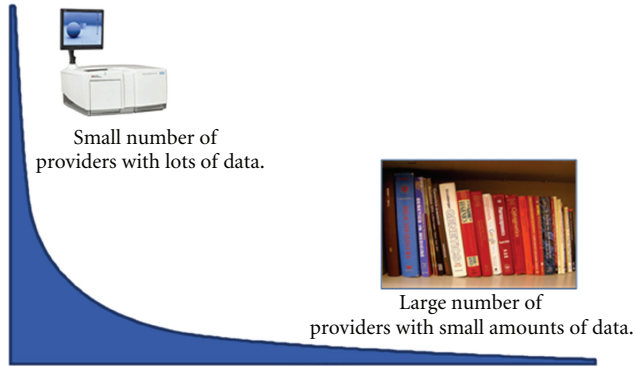 Small number of
providers with lots of data.
Large number of
providers with small amounts of data.